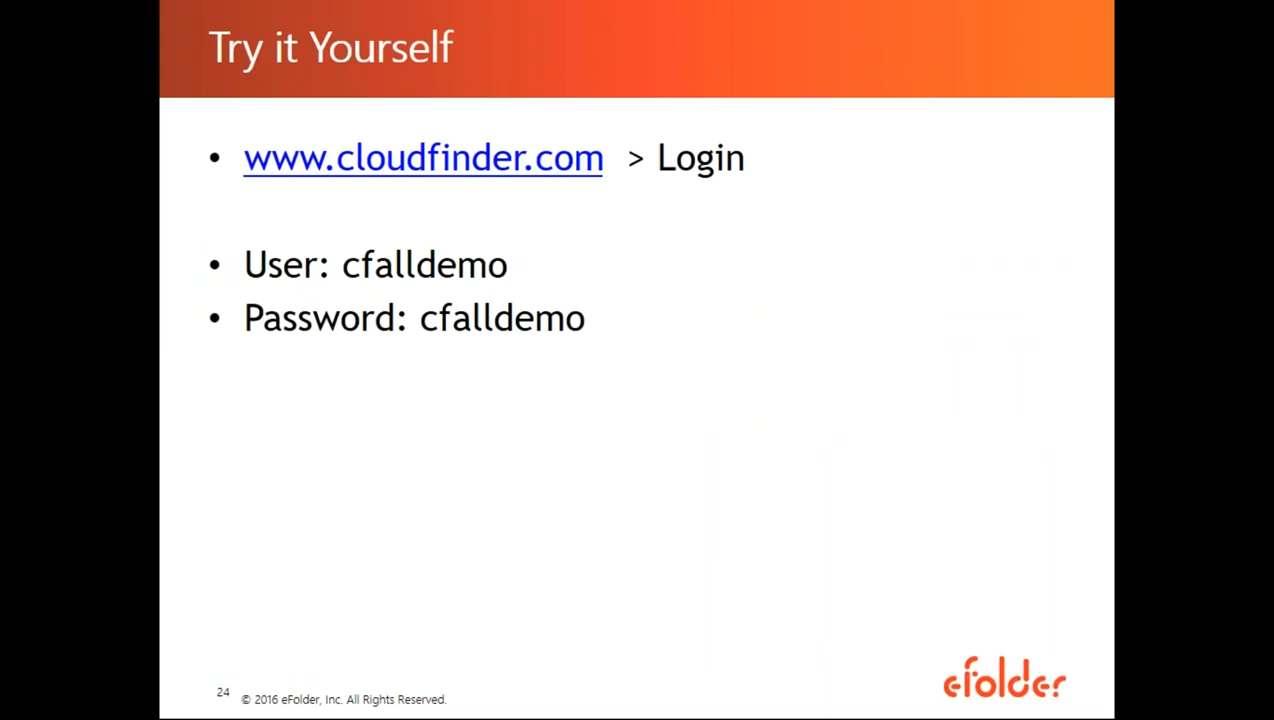 Try it Yourself
• www.cloudfinder.com > Login
• User: cfalldemo
• Password: cfalldemo
24
© 2016 eFolder, Inc. All Rights Reserved.
efolder